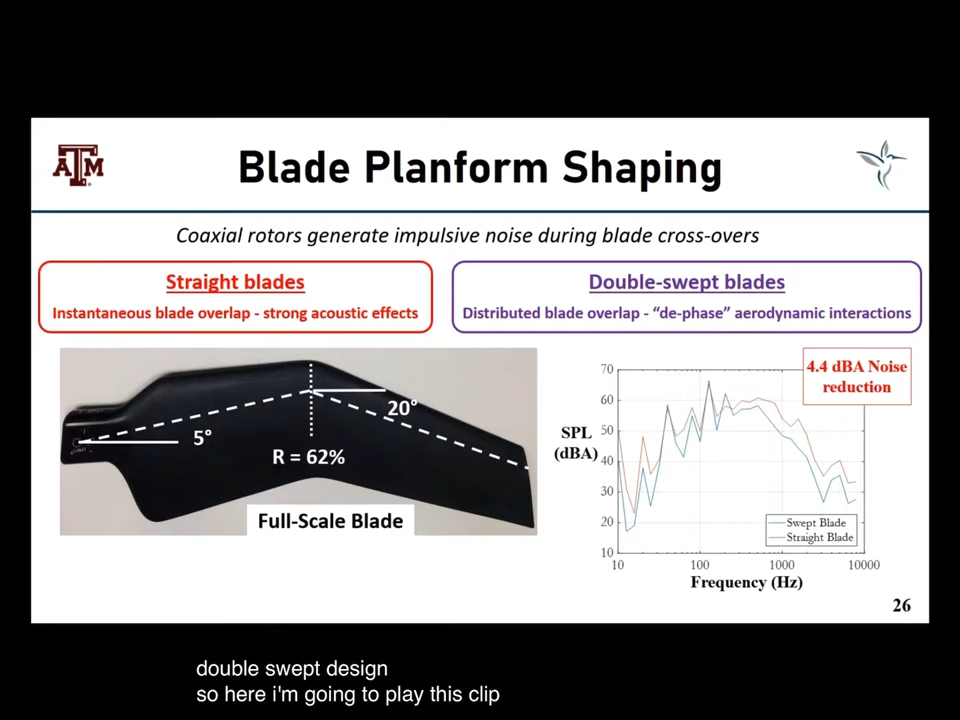 ATM
Blade Planform Shaping
Coaxial rotors generate impulsive noise during blade cross-overs
Straight blades
Instantaneous blade overlap - strong acoustic effects
Double-swept blades
Distributed blade overlap - “de-phase” aerodynamic interactions
5°
20°
R = 62%
Full-Scale Blade
4.4 dBA Noise
reduction
SPL
(dBA)
70
60
50
40
30
20
10
Swept Blade
Straight Blade
10
100
1000
10000
Frequency (Hz)
26
double swept design
so here i'm going to play this clip